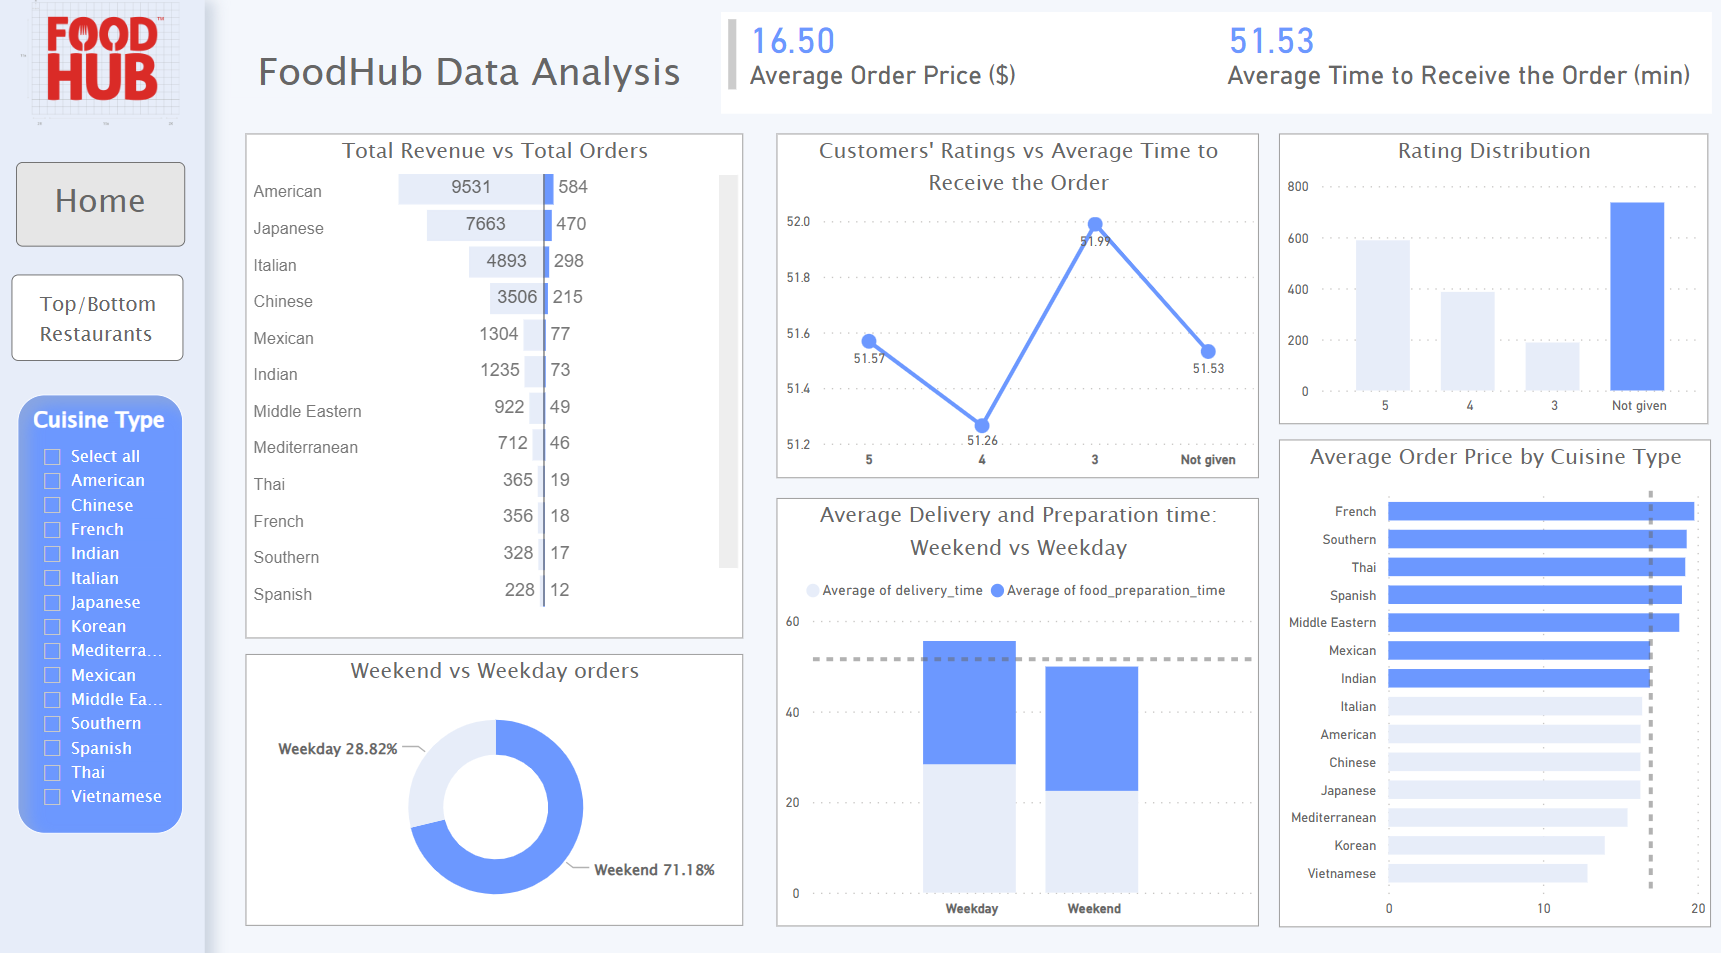 FOOD
HUB
TM
Home
Top/Bottom
Restaurants
Cuisine Type
Select all
American
Chinese
French
Indian
Italian
Japanese
Korean
Mediterra...
Mexican
Middle Ea...
Southern
Spanish
Thai
Vietnamese
FoodHub Data Analysis
16.50
Average Order Price ($)
51.53
Average Time to Receive the Order (min)
Total Revenue vs Total Orders
American 9531 584
Japanese 7663 470
Italian 4893 298
Chinese 3506 215
Mexican 1304 77
Indian 1235 73
Middle Eastern 922 49
Mediterranean 712 46
Thai 365 19
French 356 18
Southern 328 17
Spanish 228 12
Weekend vs Weekday orders
Weekday 28.82%
Weekend 71.18%
Customers' Ratings vs Average Time to
Receive the Order
52.0
51.8
51.6
51.4
51.2
51.57
51.26
51.99
51.53
5 4 3 Not given
Average Delivery and Preparation time:
Weekend vs Weekday
Average of delivery_time Average of food_preparation_time
60
40
20
0
Weekday Weekend
Rating Distribution
800
600
400
200
0
5 4 3 Not given
Average Order Price by Cuisine Type
French
Southern
Thai
Spanish
Middle Eastern
Mexican
Indian
Italian
American
Chinese
Japanese
Mediterranean
Korean
Vietnamese
0 10 20